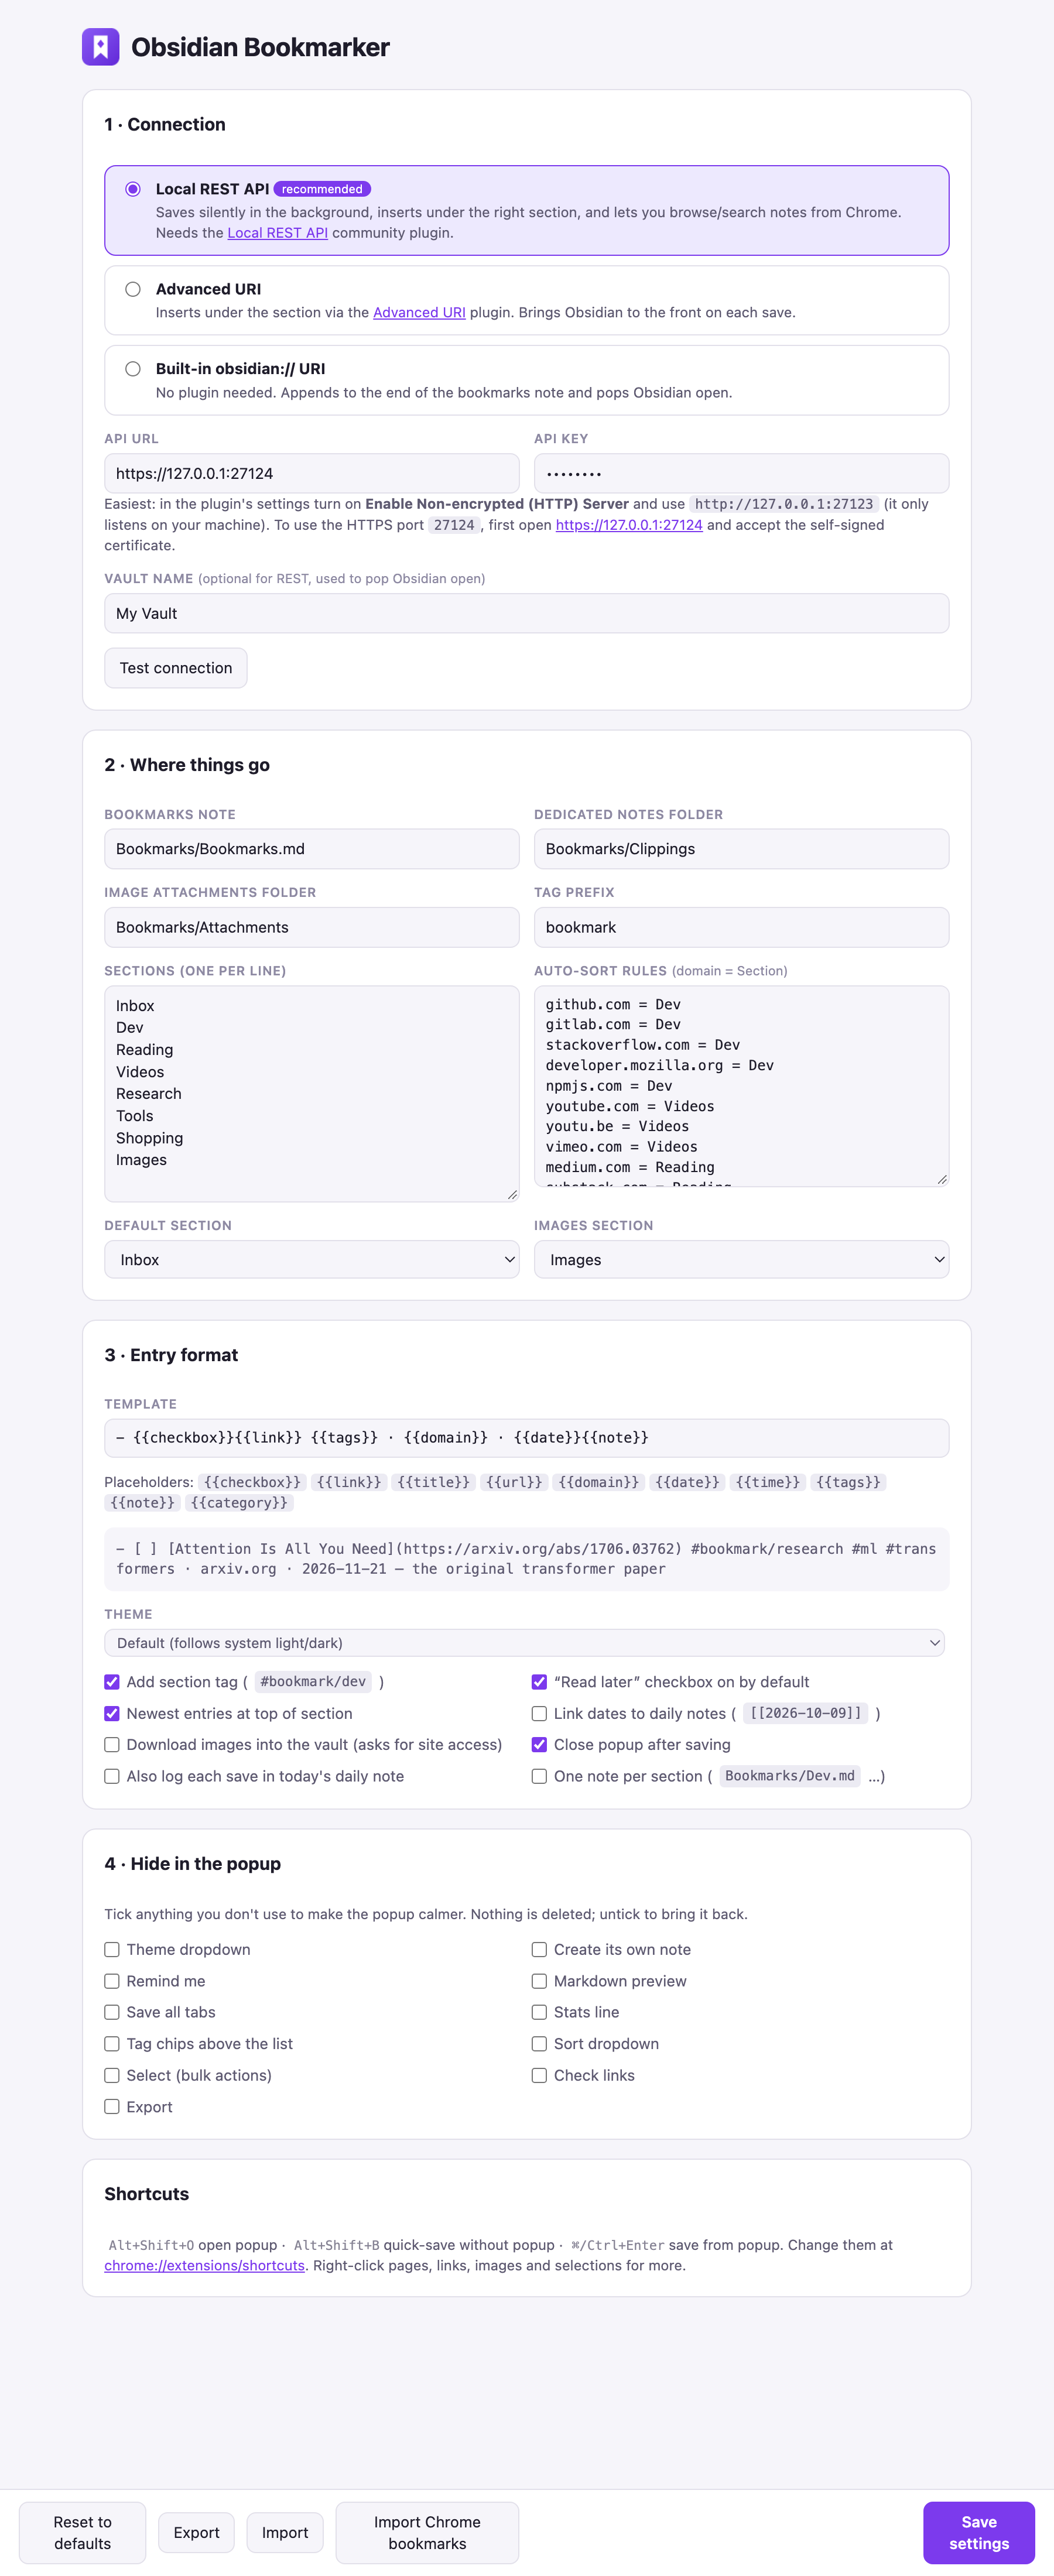 Obsidian Bookmarker
1 · Connection
Local REST API recommended
Saves silently in the background, inserts under the right section, and lets you browse/search notes from Chrome.
Needs the Local REST API community plugin.
Advanced URI
Inserts under the section via the Advanced URI plugin. Brings Obsidian to the front on each save.
Built-in obsidian:// URI
No plugin needed. Appends to the end of the bookmarks note and pops Obsidian open.
API URL
https://127.0.0.1:27124
API KEY
••••••••
Easiest: in the plugin's settings turn on Enable Non-encrypted (HTTP) Server and use http://127.0.0.1:27123 (it only
listens on your machine). To use the HTTPS port 27124, first open https://127.0.0.1:27124 and accept the self-signed
certificate.
VAULT NAME (optional for REST, used to pop Obsidian open)
My Vault
Test connection
2 · Where things go
BOOKMARKS NOTE
Bookmarks/Bookmarks.md
DEDICATED NOTES FOLDER
Bookmarks/Clippings
IMAGE ATTACHMENTS FOLDER
Bookmarks/Attachments
TAG PREFIX
bookmark
SECTIONS (ONE PER LINE)
Inbox
Dev
Reading
Videos
Research
Tools
Shopping
Images
AUTO-SORT RULES (domain = Section)
github.com = Dev
gitlab.com = Dev
stackoverflow.com = Dev
developer.mozilla.org = Dev
npmjs.com = Dev
youtube.com = Videos
youtu.be = Videos
vimeo.com = Videos
medium.com = Reading
substack.com = Reading
DEFAULT SECTION
Inbox
IMAGES SECTION
Images
3 · Entry format
TEMPLATE
- {{checkbox}}{{link}} {{tags}} · {{domain}} · {{date}}{{note}}
Placeholders: {{checkbox}} {{link}} {{title}} {{url}} {{domain}} {{date}} {{time}} {{tags}}
{{note}} {{category}}
- [ ] [Attention Is All You Need](https://arxiv.org/abs/1706.03762) #bookmark/research #ml #trans
formers · arxiv.org · 2026-11-21 — the original transformer paper
THEME
Default (follows system light/dark)
Add section tag ( #bookmark/dev )
“Read later” checkbox on by default
Newest entries at top of section
Link dates to daily notes ( [[2026-10-09]] )
Download images into the vault (asks for site access)
Close popup after saving
Also log each save in today's daily note
One note per section ( Bookmarks/Dev.md …)
4 · Hide in the popup
Tick anything you don't use to make the popup calmer. Nothing is deleted; untick to bring it back.
Theme dropdown
Create its own note
Remind me
Markdown preview
Save all tabs
Stats line
Tag chips above the list
Sort dropdown
Select (bulk actions)
Check links
Export
Shortcuts
Alt+Shift+O open popup · Alt+Shift+B quick-save without popup · ⌘/Ctrl+Enter save from popup. Change them at
chrome://extensions/shortcuts. Right-click pages, links, images and selections for more.
Reset to
defaults
Export
Import
Import Chrome
bookmarks
Save
settings